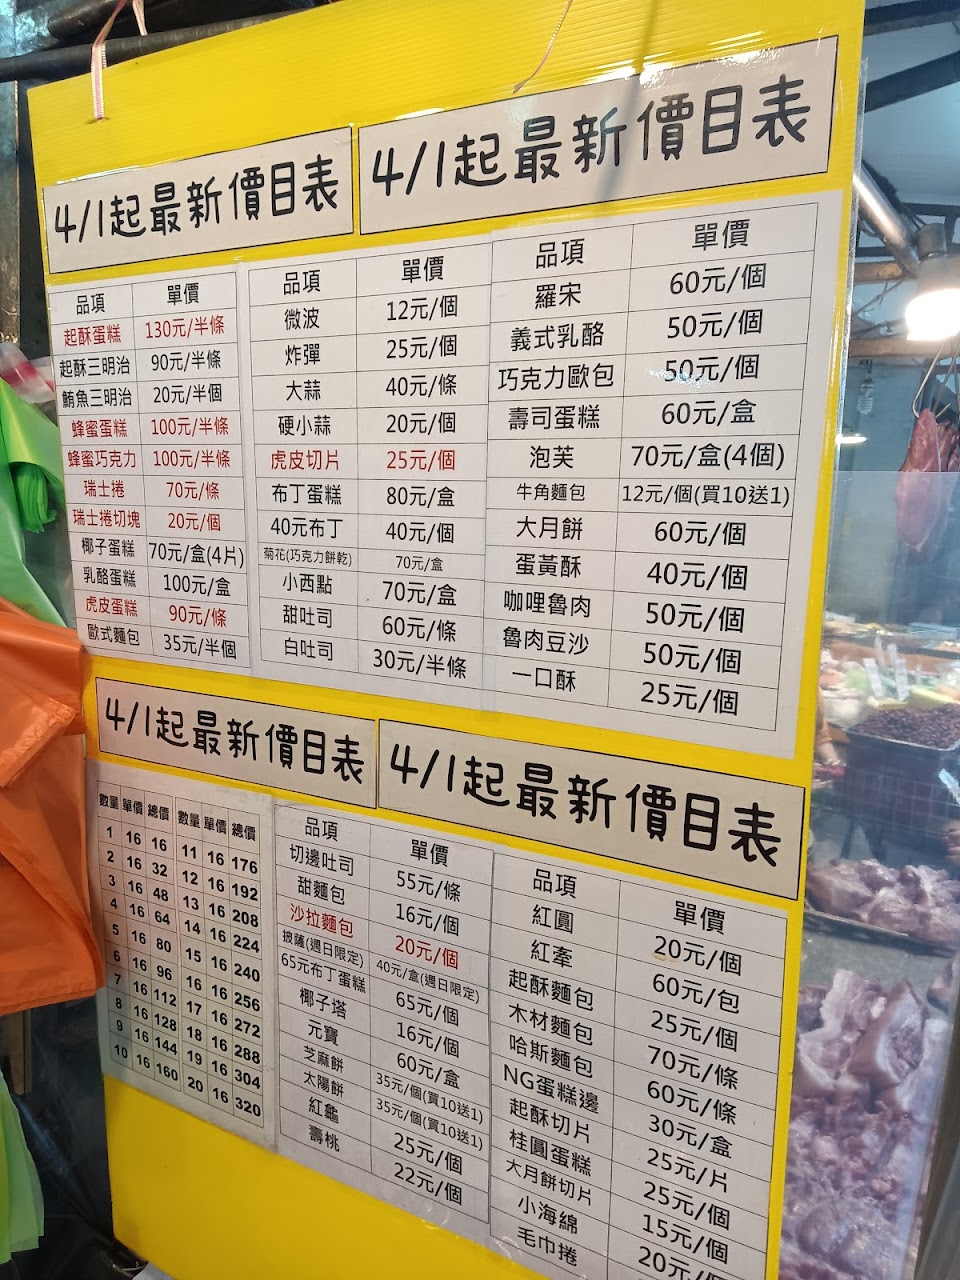 4/1起最新價目表
4/1起最新價目表
品項 單價
起酥蛋糕 130元/半條
起酥三明治 90元/半條
鮪魚三明治 20元/半個
蜂蜜蛋糕 100元/半條
蜂蜜巧克力 100元/半條
瑞士捲 70元/條
瑞士捲切塊 20元/個
椰子蛋糕 70元/盒(4片)
乳酪蛋糕 100元/盒
虎皮蛋糕 90元/條
歐式麵包 35元/半個
品項 單價
微波 12元/個
炸彈 25元/個
大蒜 40元/條
硬小蒜 20元/個
虎皮切片 25元/個
布丁蛋糕 80元/盒
40元布丁 40元/個
菊花(巧克力餅乾) 70元/盒
小西點 70元/盒
甜吐司 60元/條
白吐司 30元/半條
品項 單價
羅宋 60元/個
義式乳酪 50元/個
巧克力歐包 50元/個
壽司蛋糕 60元/盒
泡芙 70元/盒(4個)
牛角麵包 12元/個(買10送1)
大月餅 60元/個
蛋黃酥 40元/個
咖哩魯肉 50元/個
魯肉豆沙 50元/個
一口酥 25元/個
4/1起最新價目表
4/1起最新價目表
數量 單價 總價 數量 單價 總價
1 16 16 11 16 176
2 16 32 12 16 192
3 16 48 13 16 208
4 16 64 14 16 224
5 16 80 15 16 240
6 16 96 16 16 256
7 16 112 17 16 272
8 16 128 18 16 288
9 16 144 19 16 304
10 16 160 20 16 320
品項 單價
切邊吐司 55元/條
甜麵包 16元/個
沙拉麵包 20元/個
披薩(週日限定) 40元/盒(週日限定)
65元布丁蛋糕 65元/個
椰子塔 16元/個
元寶 60元/盒
芝麻餅 35元/個(買10送1)
太陽餅 35元/個(買10送1)
紅龜 25元/個
壽桃 22元/個
品項 單價
紅圓 20元/個
紅牽 60元/包
起酥麵包 25元/個
木材麵包 70元/條
哈斯麵包 60元/條
NG蛋糕邊 30元/盒
起酥切片 25元/片
桂圓蛋糕 25元/個
大月餅切片 15元/個
小海綿 20元/
毛巾捲